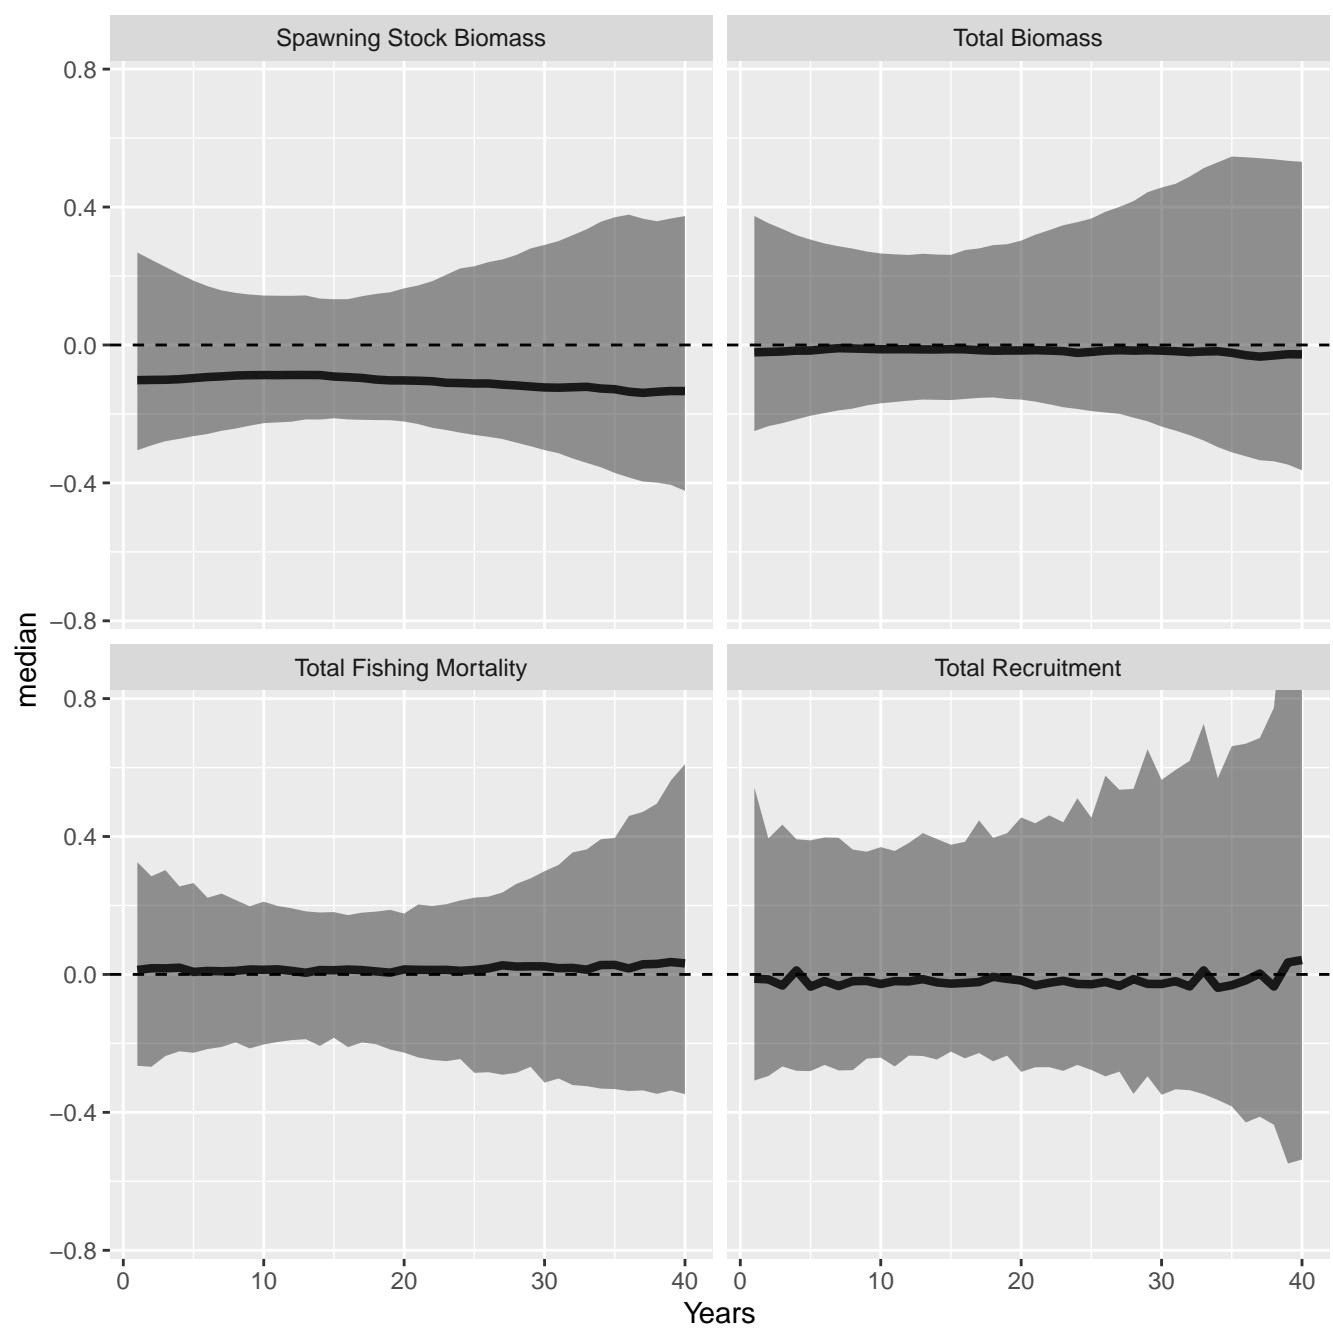 Spawning Stock Biomass
Total Biomass
0.8
0.4
0.0
−0.4
−0.8
median
Total Fishing Mortality
Total Recruitment
0.8
0.4
0.0
−0.4
−0.8
0 10 20 30 40
0 10 20 30 40
Years